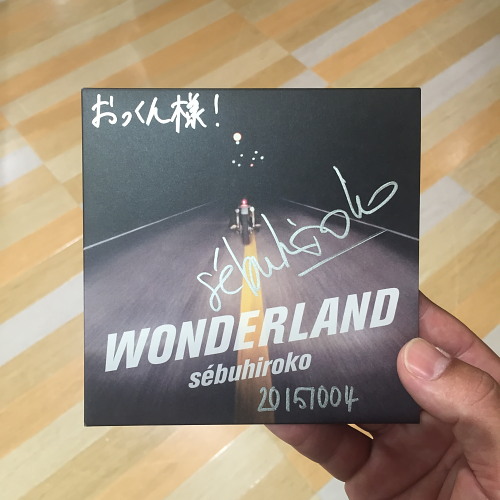 おっくん様!
sébuhiroko
WONDERLAND
sébuhiroko
20151004